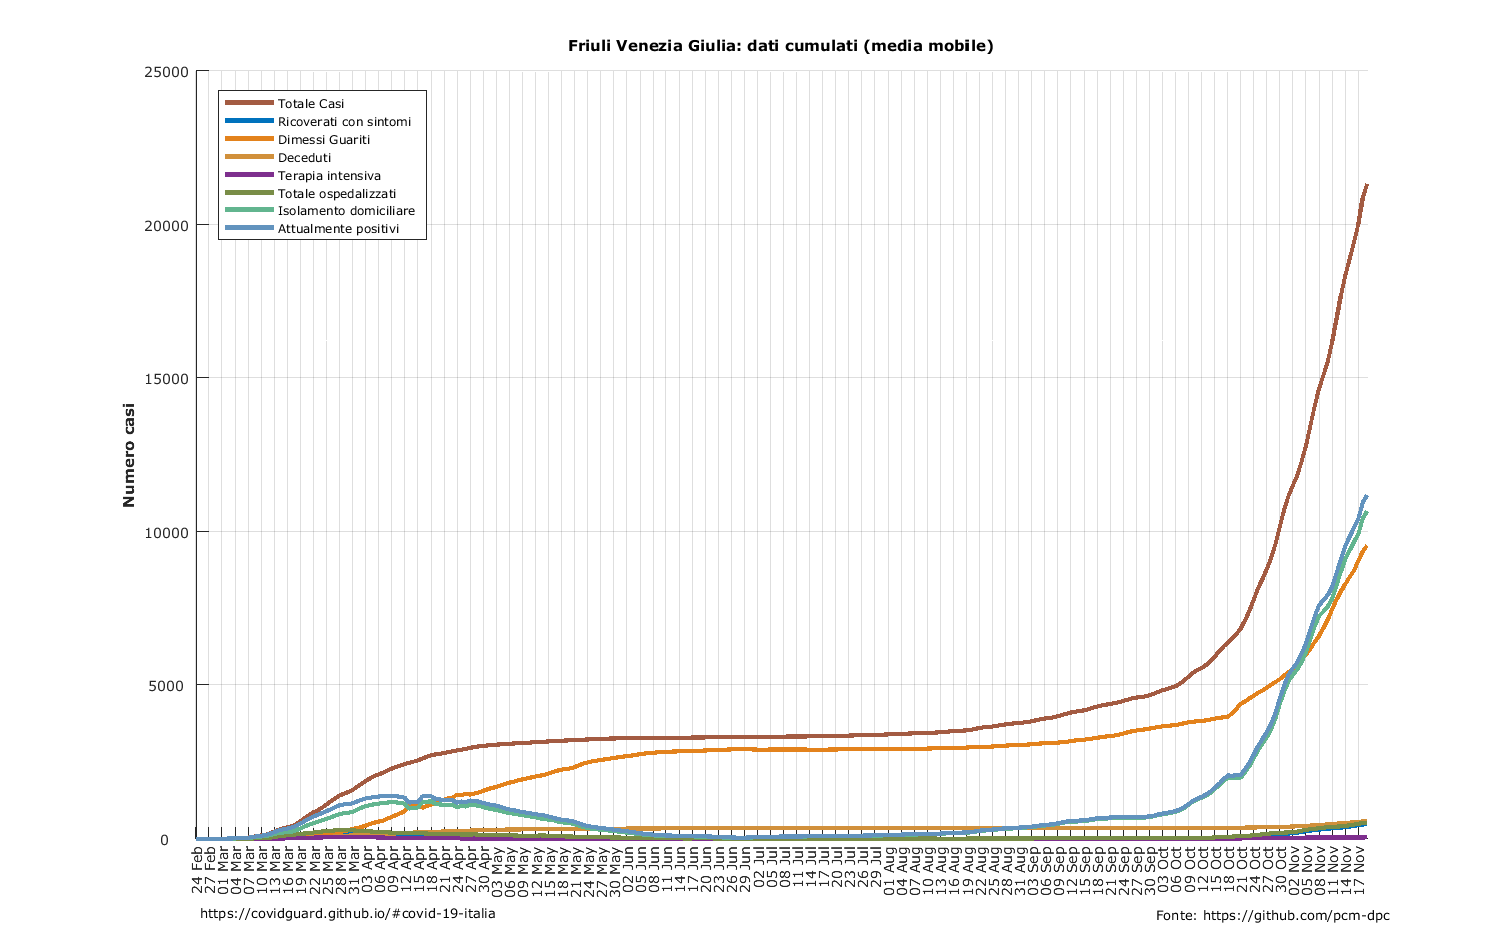 Friuli Venezia Giulia: dati cumulati (media mobile)
25000
20000
15000
10000
5000
0
Numero casi
Totale Casi
Ricoverati con sintomi
Dimessi Guariti
Deceduti
Terapia intensiva
Totale ospedalizzati
Isolamento domiciliare
Attualmente positivi
24 Feb
27 Feb
01 Mar
04 Mar
07 Mar
10 Mar
13 Mar
16 Mar
19 Mar
22 Mar
25 Mar
28 Mar
31 Mar
03 Apr
06 Apr
09 Apr
12 Apr
15 Apr
18 Apr
21 Apr
24 Apr
27 Apr
30 Apr
03 May
06 May
09 May
12 May
15 May
18 May
21 May
24 May
27 May
30 May
02 Jun
05 Jun
08 Jun
11 Jun
14 Jun
17 Jun
20 Jun
23 Jun
26 Jun
29 Jun
02 Jul
05 Jul
08 Jul
11 Jul
14 Jul
17 Jul
20 Jul
23 Jul
26 Jul
29 Jul
01 Aug
04 Aug
07 Aug
10 Aug
13 Aug
16 Aug
19 Aug
22 Aug
25 Aug
28 Aug
31 Aug
03 Sep
06 Sep
09 Sep
12 Sep
15 Sep
18 Sep
21 Sep
24 Sep
27 Sep
30 Sep
03 Oct
06 Oct
09 Oct
12 Oct
15 Oct
18 Oct
21 Oct
24 Oct
27 Oct
30 Oct
02 Nov
05 Nov
08 Nov
11 Nov
14 Nov
17 Nov
https://covidguard.github.io/#covid-19-italia
Fonte: https://github.com/pcm-dpc